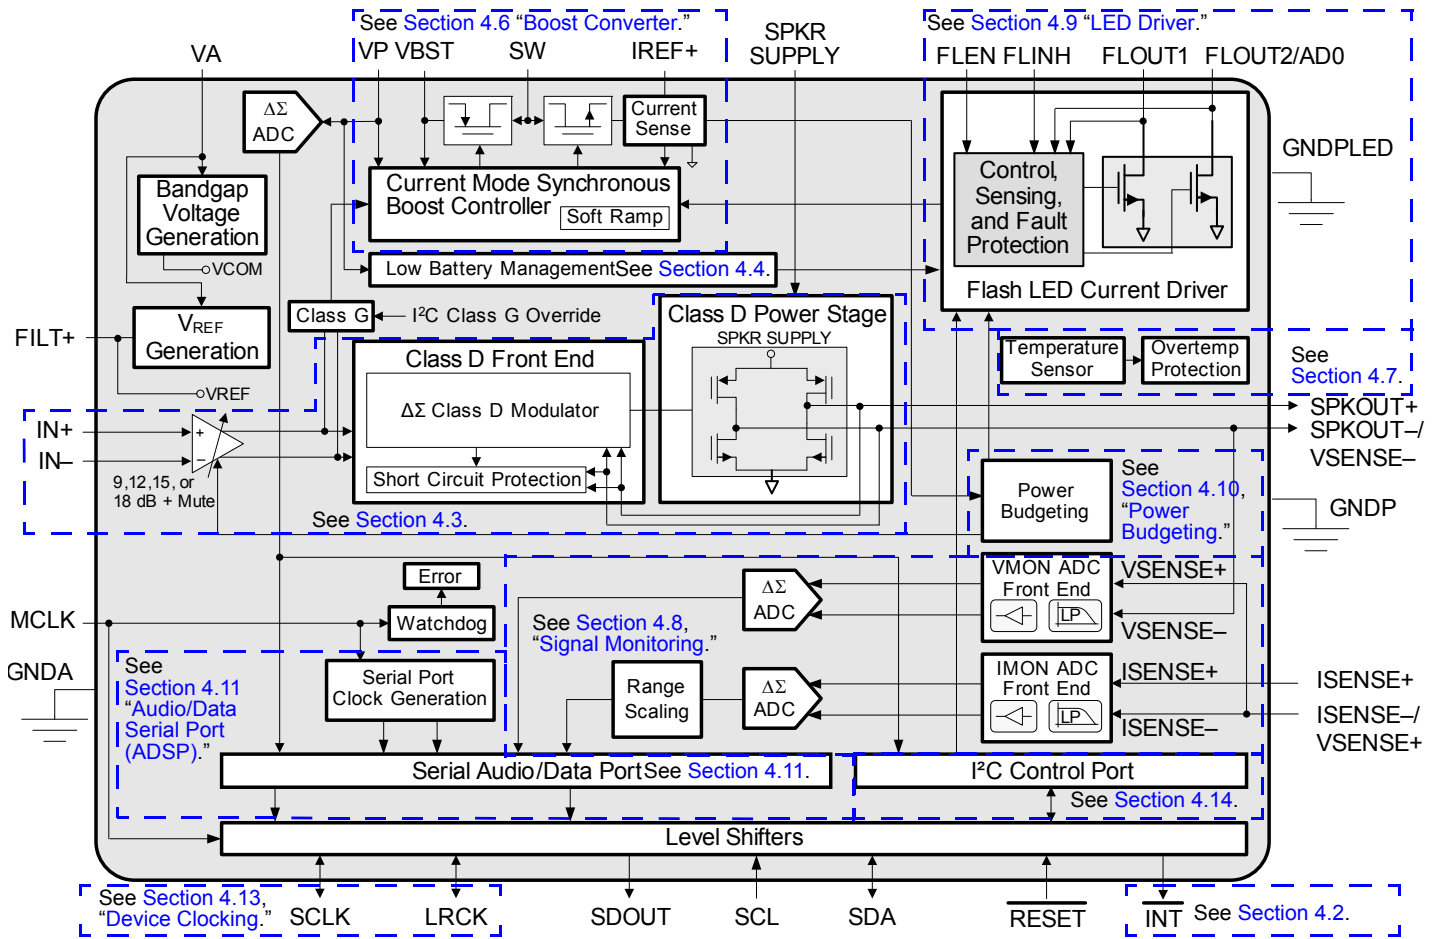 See Section 4.6 “Boost Converter.”
SPKR
SUPPLY
See Section 4.9 “LED Driver.”
VA
VP VBST
SW
IREF+
FLEN FLINH
FLOUT1
FLOUT2/AD0
ΔΣ
ADC
Current
Sense
GNDPLED
Bandgap
Voltage
Generation
VCOM
Current Mode Synchronous
Boost Controller
Soft Ramp
Control,
Sensing,
and Fault
Protection
Flash LED Current Driver
Low Battery Management See Section 4.4.
Class G
I²C Class G Override
VREF
Generation
FILT+
VREF
Class D Front End
ΔΣ Class D Modulator
Short Circuit Protection
Class D Power Stage
SPKR SUPPLY
Temperature
Sensor
Overtemp
Protection
See
Section 4.7.
SPKOUT+
SPKOUT–/
VSENSE–
IN+
IN–
+
–
9,12,15, or
18 dB + Mute
See Section 4.3.
Power
Budgeting
See
Section 4.10,
“Power
Budgeting.”
GNDP
Error
Watchdog
MCLK
GNDA
See
Section 4.11
“Audio/Data
Serial Port
(ADSP).”
Serial Port
Clock Generation
See Section 4.8,
“Signal Monitoring.”
ΔΣ
ADC
VMON ADC
Front End
LP
VSENSE+
VSENSE–
Range
Scaling
ΔΣ
ADC
IMON ADC
Front End
LP
ISENSE+
ISENSE–
ISENSE+
ISENSE–/
VSENSE+
Serial Audio/Data Port See Section 4.11.
I²C Control Port
See Section 4.14.
Level Shifters
See Section 4.13,
“Device Clocking.”
SCLK
LRCK
SDOUT
SCL
SDA
RESET
INT
See Section 4.2.